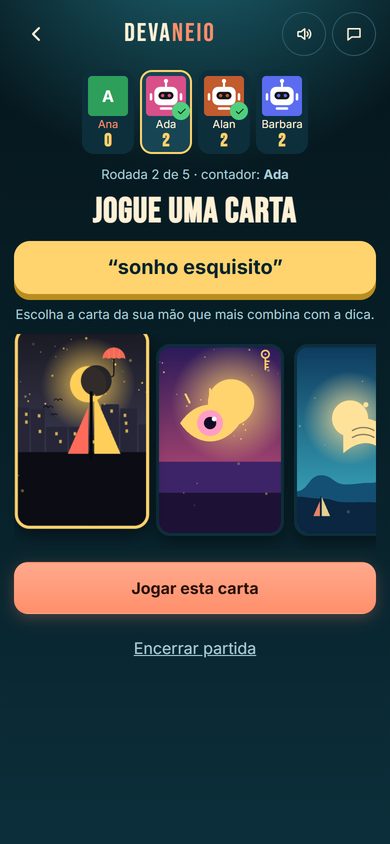 DEVANEIO
A
Ana
0
Ada
2
Alan
2
Barbara
2
Rodada 2 de 5 · contador: Ada
JOGUE UMA CARTA
“sonho esquisito”
Escolha a carta da sua mão que mais combina com a dica.
Jogar esta carta
Encerrar partida